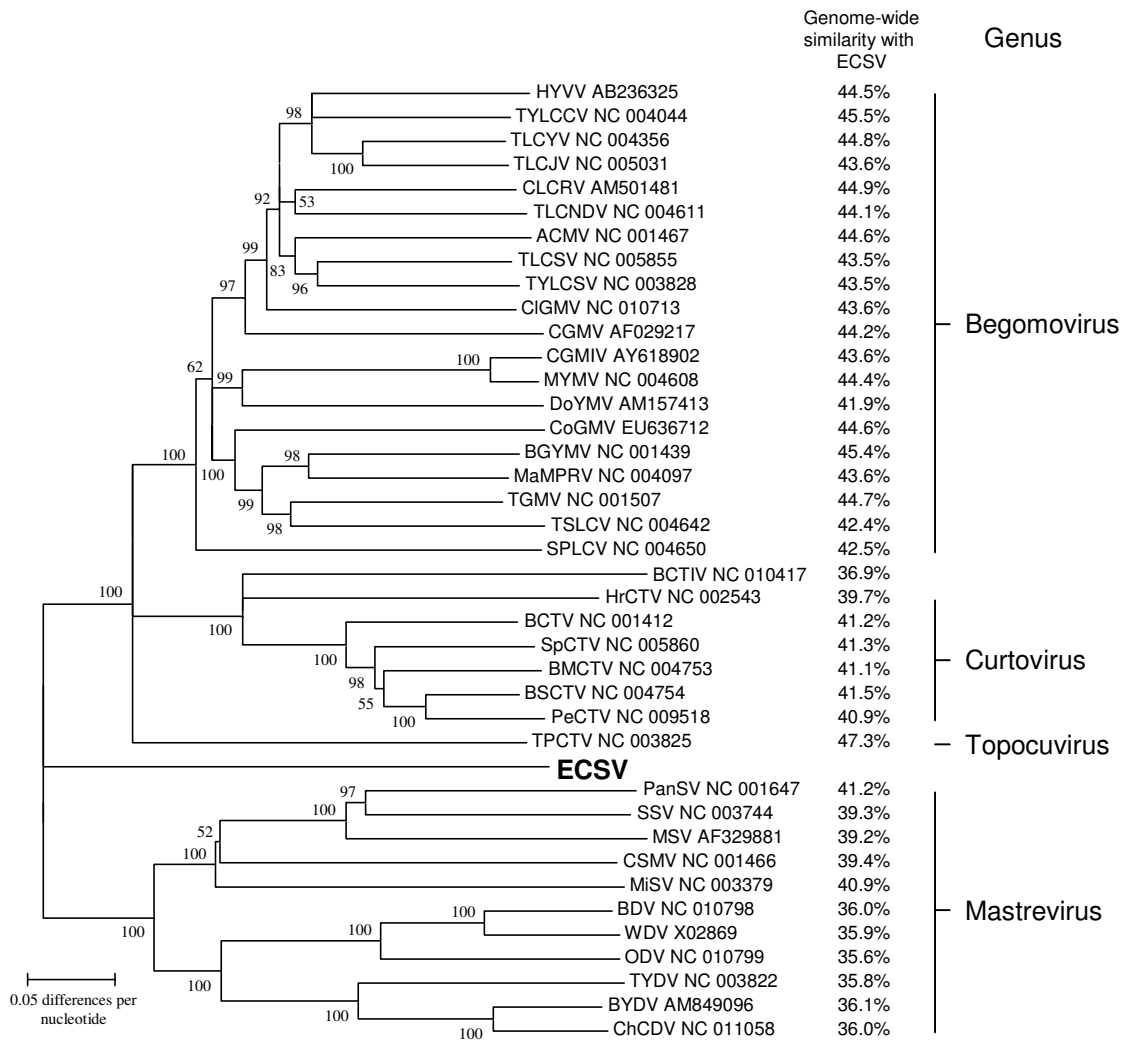 Genome-wide
similarity with
ECSV
Genus
HYVV AB236325 44.5%
TYLCCV NC 004044 45.5%
TLCYV NC 004356 44.8%
TLCJV NC 005031 43.6%
CLCRV AM501481 44.9%
TLCNDV NC 004611 44.1%
ACMV NC 001467 44.6%
TLCSV NC 005855 43.5%
TYLCSV NC 003828 43.5%
ClGMV NC 010713 43.6%
CGMV AF029217 44.2%
CGMIV AY618902 43.6%
MYMV NC 004608 44.4%
DoYMV AM157413 41.9%
CoGMV EU636712 44.6%
BGYMV NC 001439 45.4%
MaMPRV NC 004097 43.6%
TGMV NC 001507 44.7%
TSLCV NC 004642 42.4%
SPLCV NC 004650 42.5%
Begomovirus
BCTIV NC 010417 36.9%
HrCTV NC 002543 39.7%
BCTV NC 001412 41.2%
SpCTV NC 005860 41.3%
BMCTV NC 004753 41.1%
BSCTV NC 004754 41.5%
PeCTV NC 009518 40.9%
Curtovirus
TPCTV NC 003825 47.3%
Topocuvirus
ECSV
PanSV NC 001647 41.2%
SSV NC 003744 39.3%
MSV AF329881 39.2%
CSMV NC 001466 39.4%
MiSV NC 003379 40.9%
BDV NC 010798 36.0%
WDV X02869 35.9%
ODV NC 010799 35.6%
TYDV NC 003822 35.8%
BYDV AM849096 36.1%
ChCDV NC 011058 36.0%
Mastrevirus
98
100
92
53
99
83
96
97
100
62
99
100
100
98
99
98
100
100
100
98
55
100
97
100
52
100
100
100
100
100
100
100
0.05 differences per
nucleotide